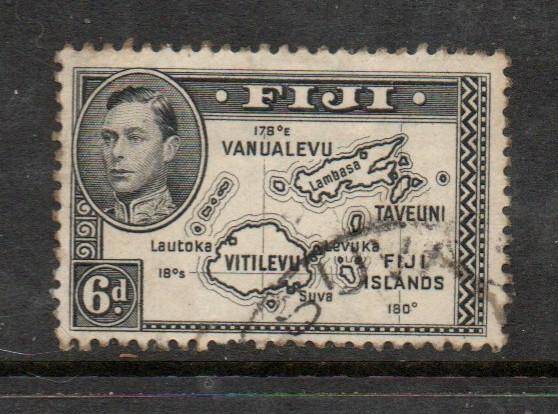 · FIJI ·
178°E
VANUALEVU
Lambasa
TAVEUNI
Lautoka
Levuka
VITILEVU
FIJI
ISLANDS
18°S
Suva
180°
6d